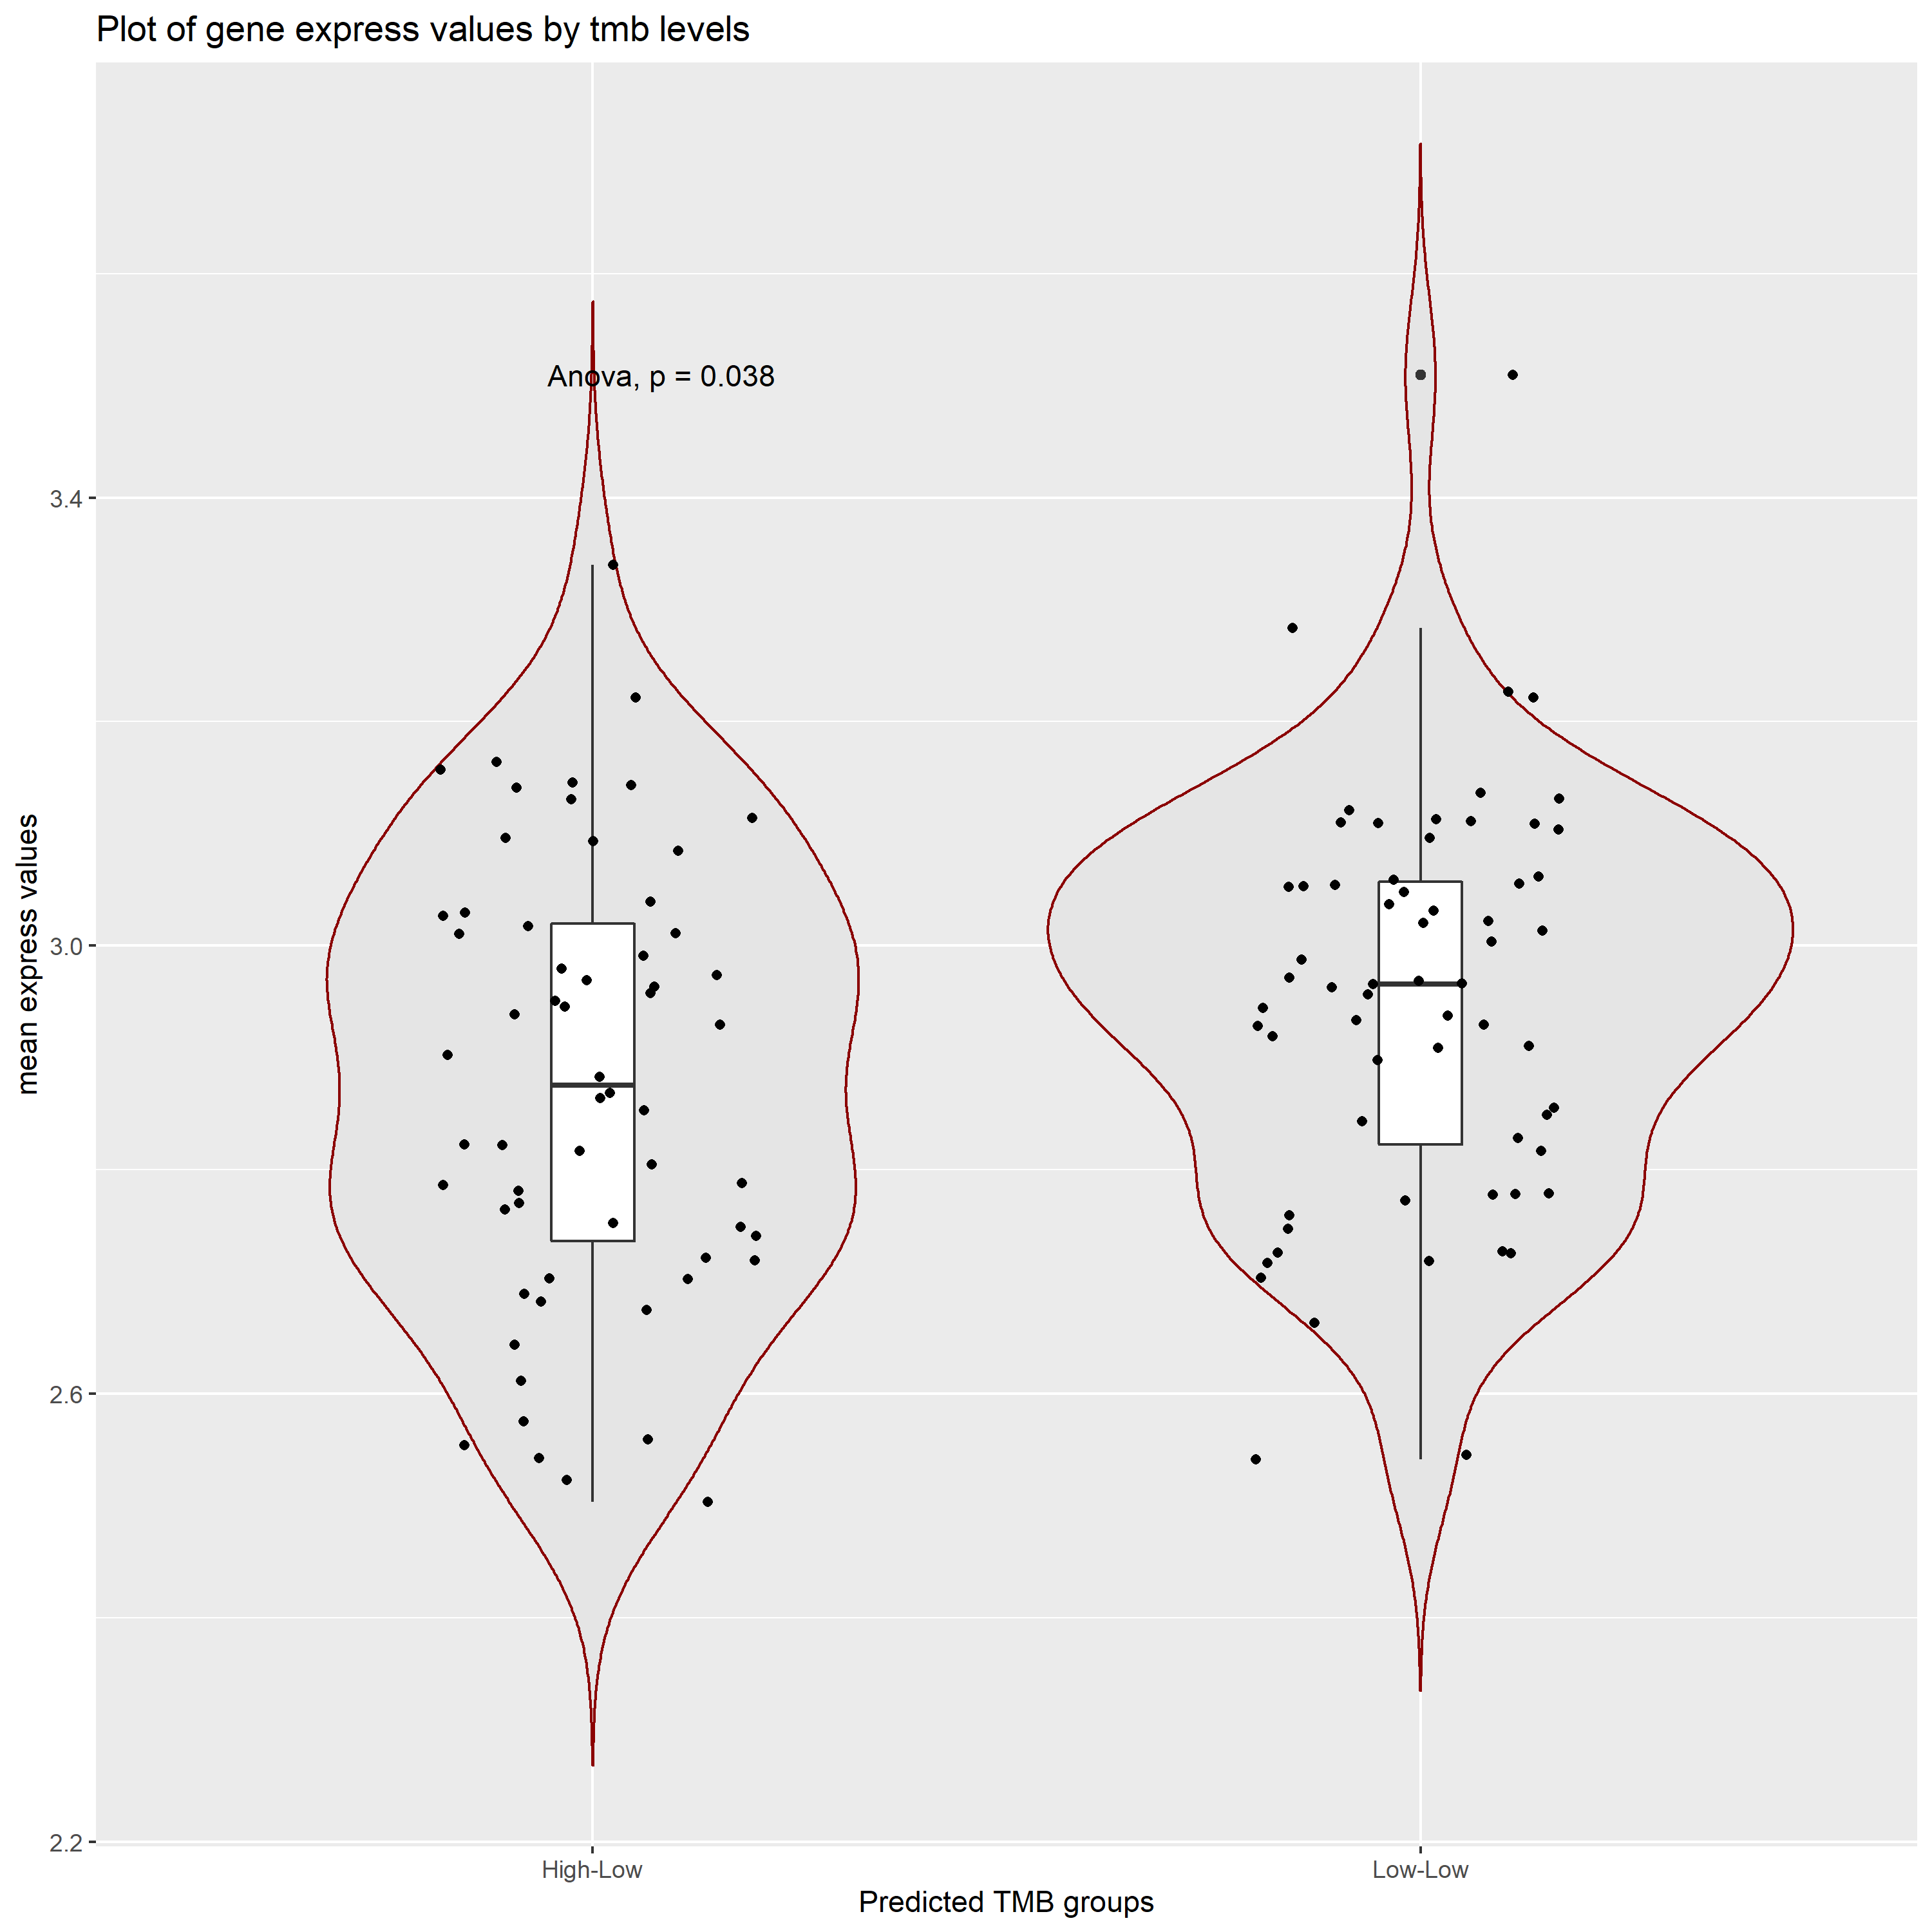 Plot of gene express values by tmb levels
Anova, p = 0.038
3.4
3.0
2.6
2.2
mean express values
High-Low
Low-Low
Predicted TMB groups